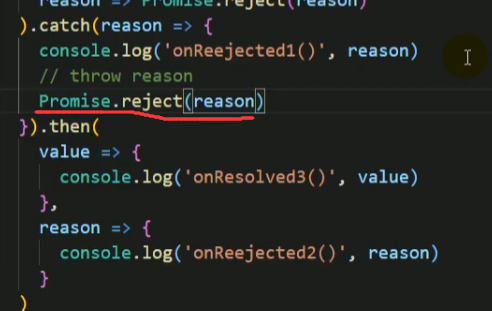 reason => Promise.reject(reason)
).catch(reason => {
console.log('onReejected1()', reason)
// throw reason
Promise.reject(reason)
}).then(
value => {
console.log('onResolved3()', value)
},
reason => {
console.log('onReejected2()', reason)
}
)